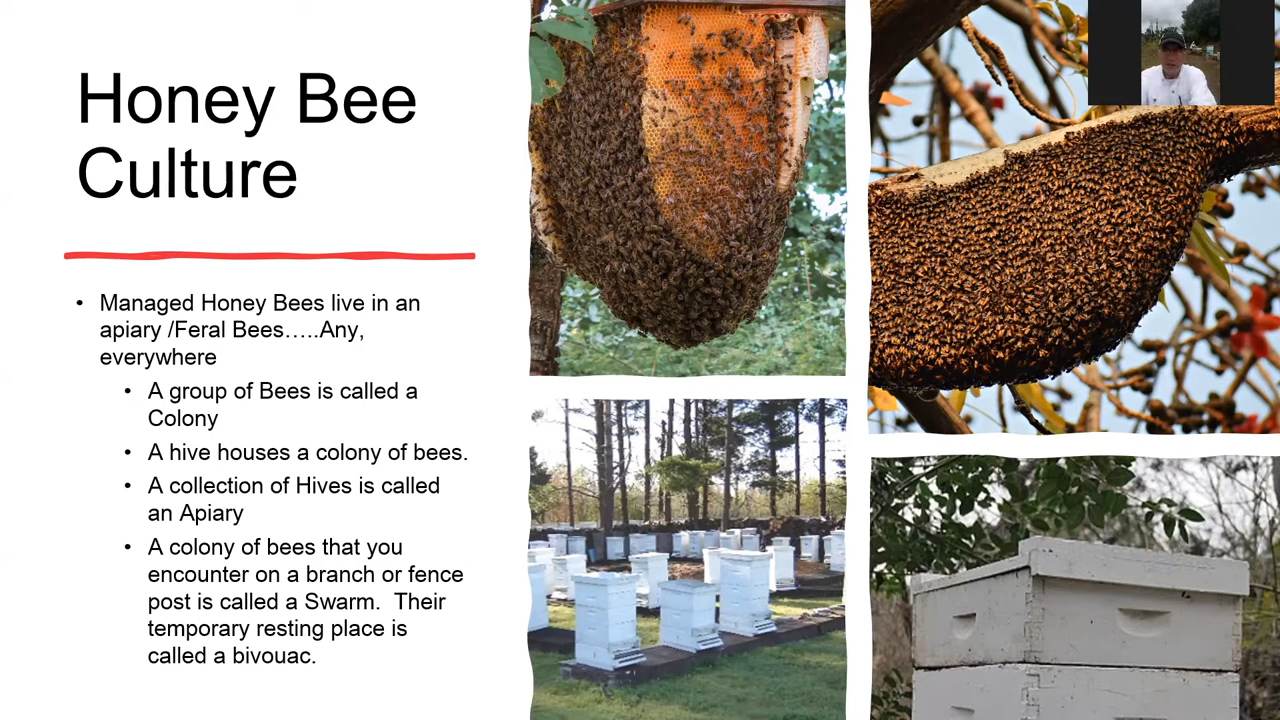 Honey Bee
Culture
• Managed Honey Bees live in an
apiary /Feral Bees…..Any,
everywhere
• A group of Bees is called a
Colony
• A hive houses a colony of bees.
• A collection of Hives is called
an Apiary
• A colony of bees that you
encounter on a branch or fence
post is called a Swarm.  Their
temporary resting place is
called a bivouac.